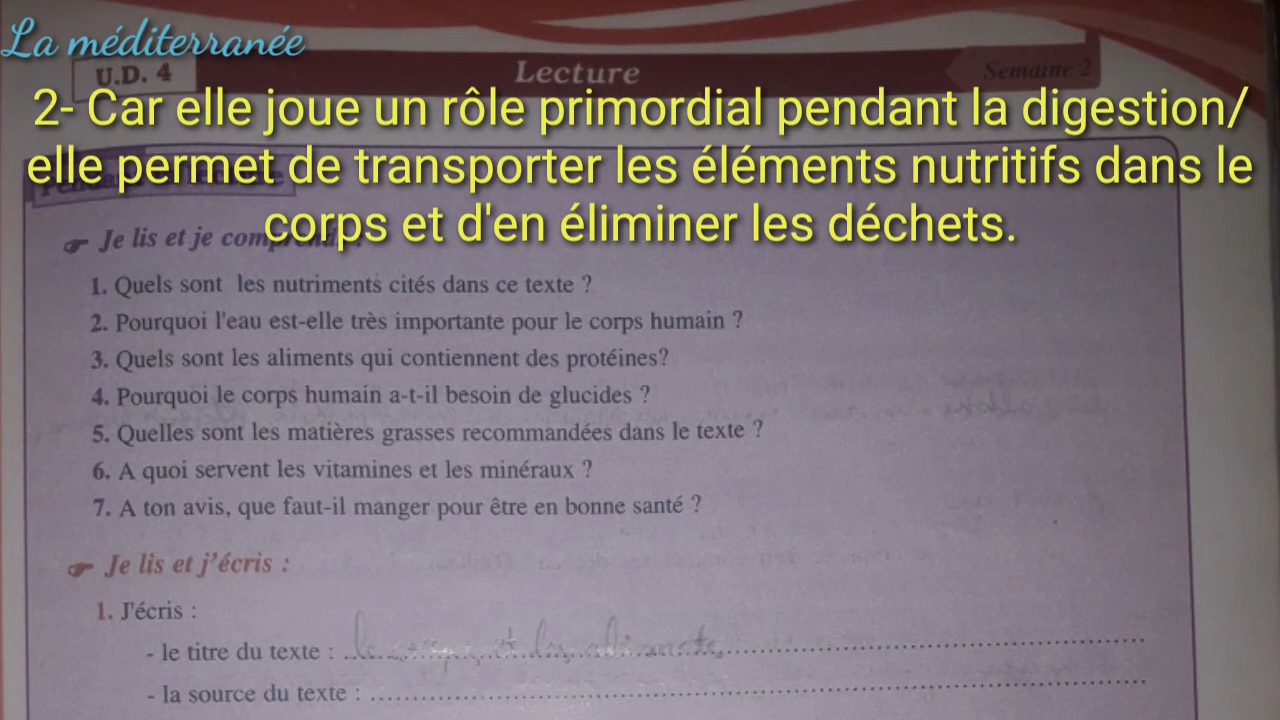 La méditerranée
U.D. 4
Lecture
Semaine 2
2- Car elle joue un rôle primordial pendant la digestion/
elle permet de transporter les éléments nutritifs dans le
corps et d'en éliminer les déchets.
Je lis et je
1. Quels sont les nutriments cités dans ce texte ?
2. Pourquoi l'eau est-elle très importante pour le corps humain ?
3. Quels sont les aliments qui contiennent des protéines?
4. Pourquoi le corps humain a-t-il besoin de glucides ?
5. Quelles sont les matières grasses recommandées dans le texte ?
6. A quoi servent les vitamines et les minéraux ?
7. A ton avis, que faut-il manger pour être en bonne santé ?
Je lis et j'écris :
1. J'écris :
- le titre du texte : le corps et les aliments
- la source du texte :